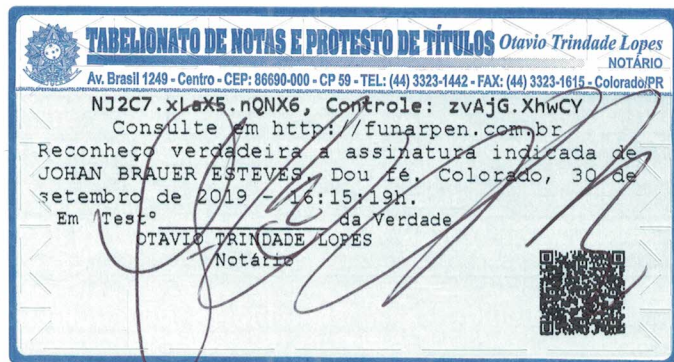 TABELIONATO DE NOTAS E PROTESTO DE TÍTULOS Otavio Trindade Lopes
NOTÁRIO
Av. Brasil 1249 - Centro - CEP: 86690-000 - CP 59 - TEL: (44) 3323-1442 - FAX: (44) 3323-1615 - Colorado/PR
NJ2C7.xLaX5.nQNX6, Controle: zvAjG.XhwCY
Consulte em http://funarpen.com.br
Reconheço verdadeira a assinatura indicada de
JOHAN BRAUER ESTEVES. Dou fé. Colorado, 30 de
setembro de 2019 - 16:15:19h.
Em Testº da Verdade
OTAVIO TRINDADE LOPES
Notário